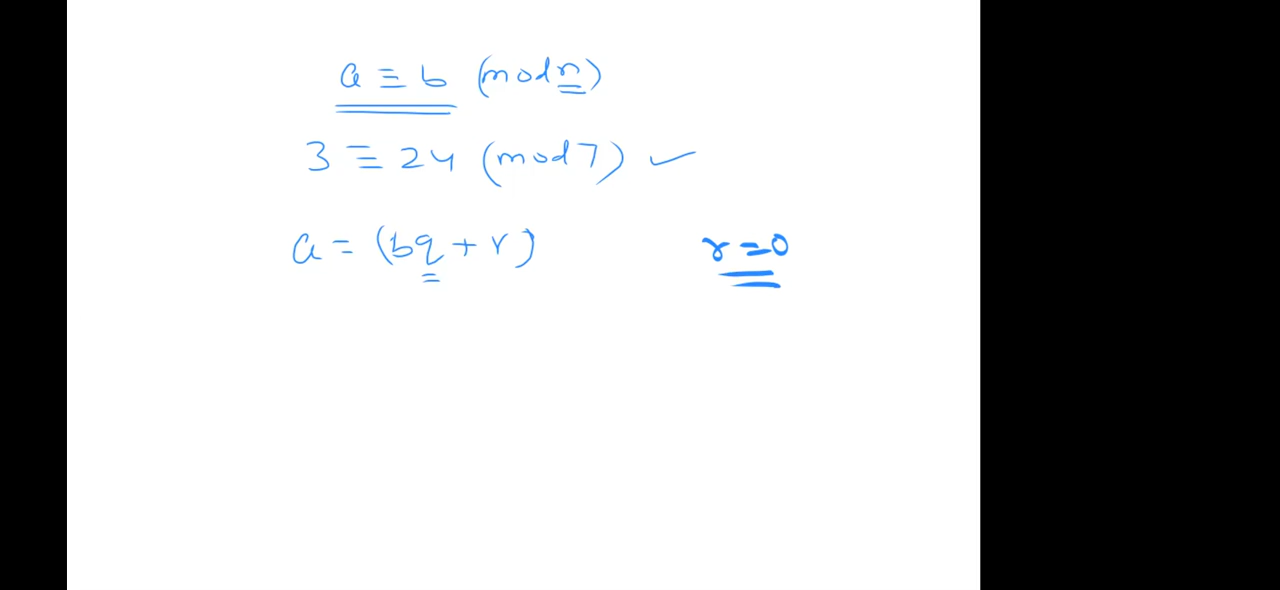 a ≡ b (mod n)
3 ≡ 24 (mod 7) ✓
a = (bq + r) r = 0